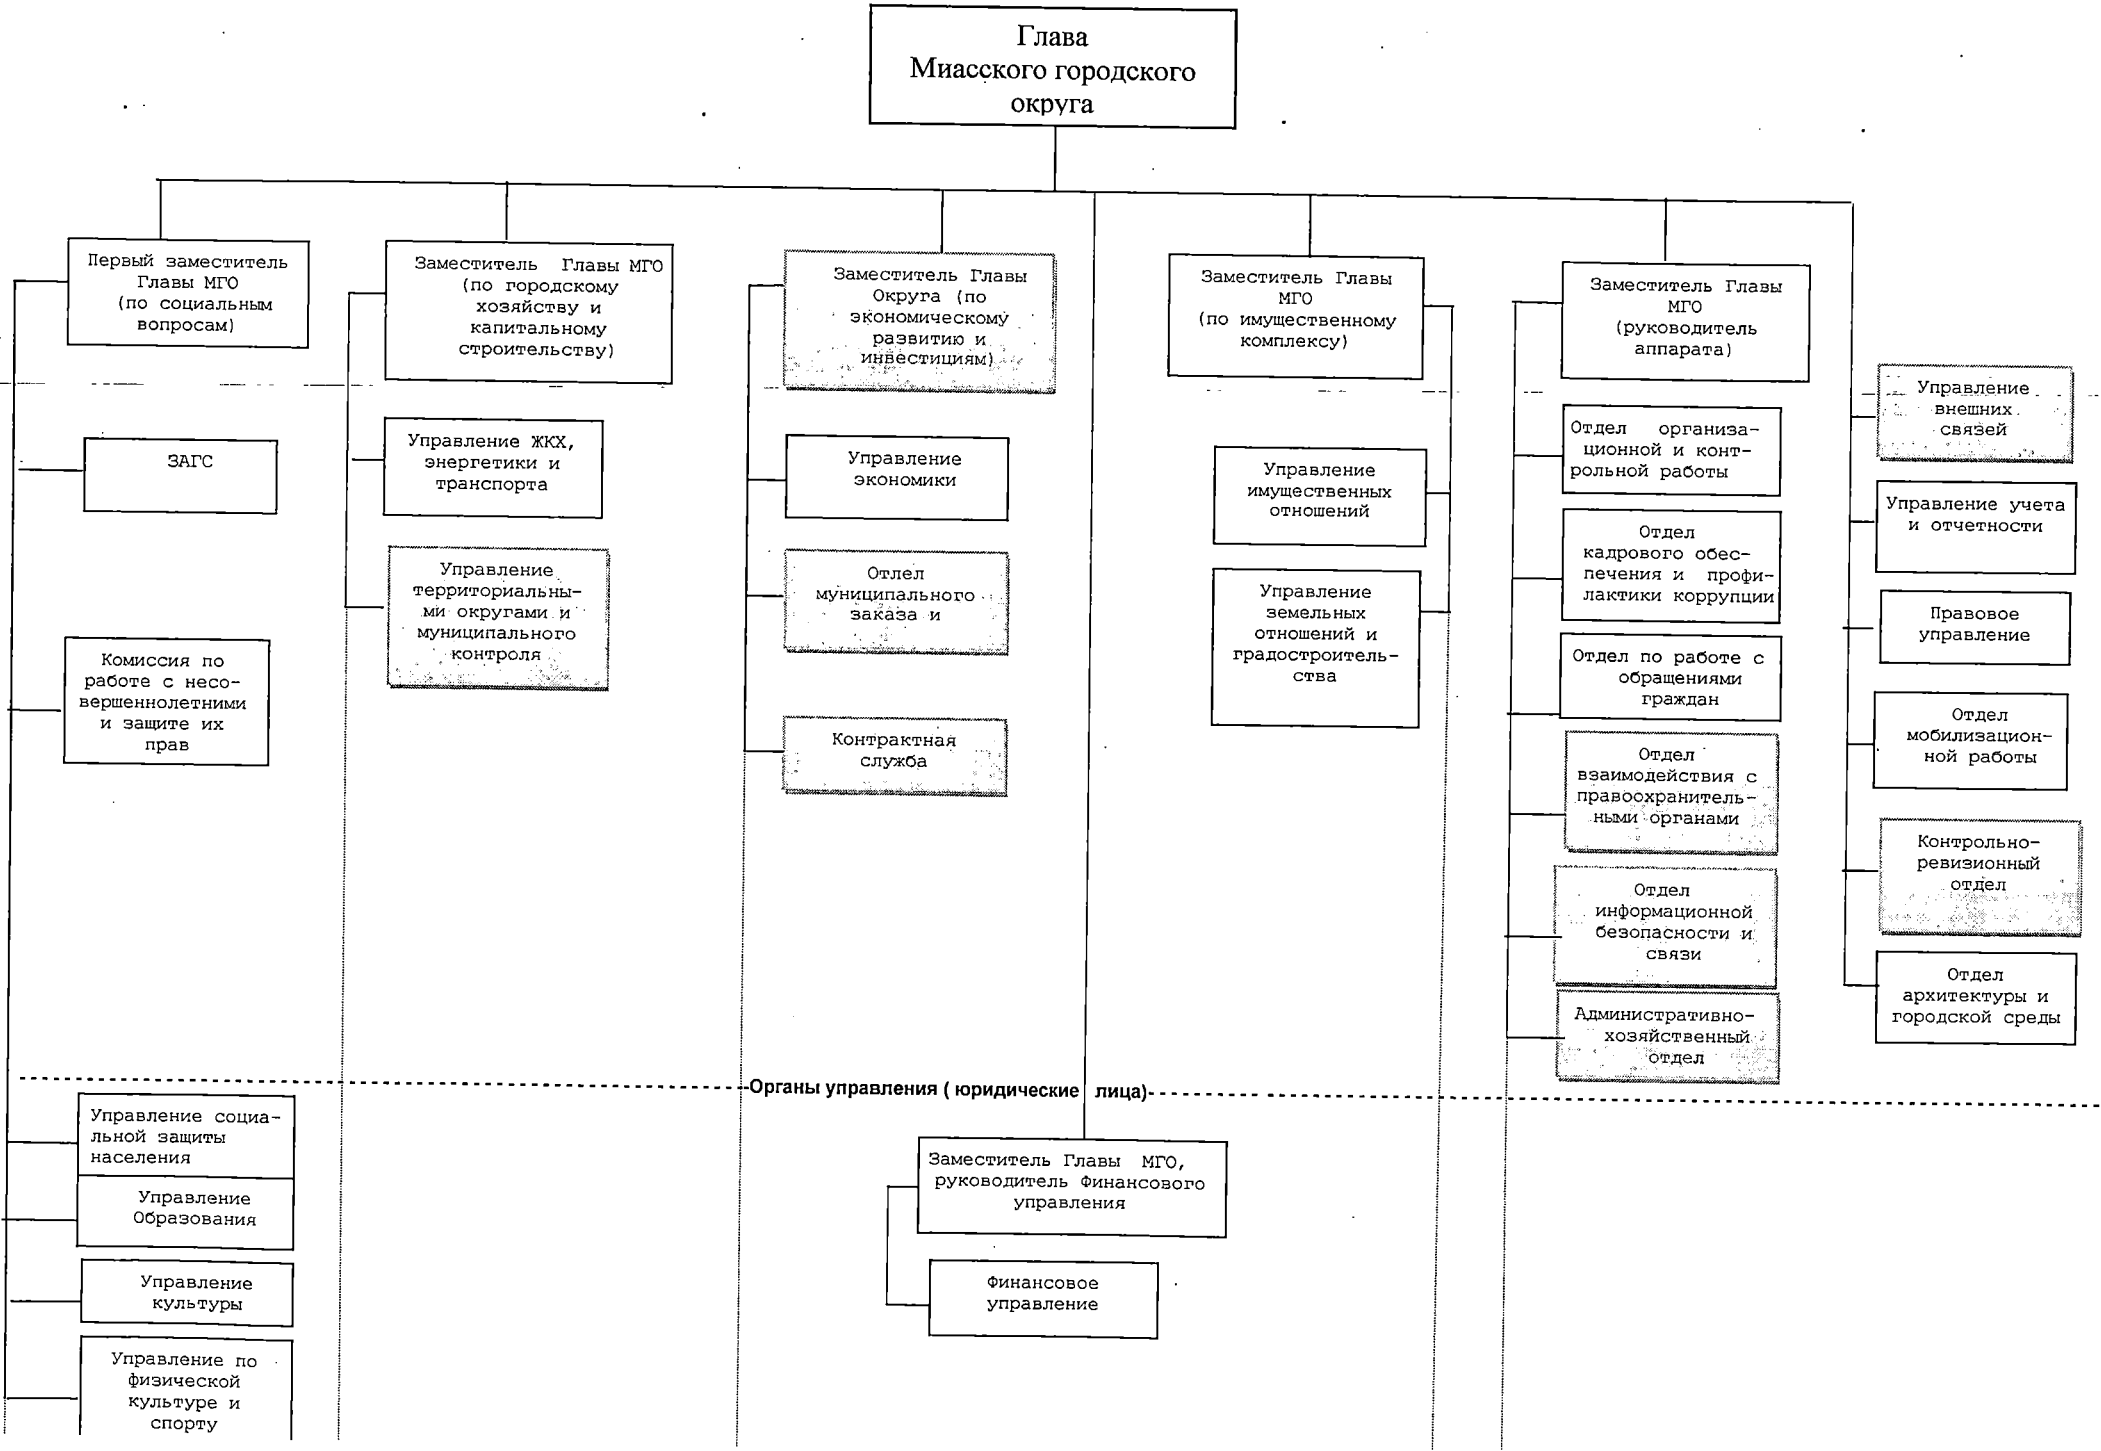 Глава
Миасского городского
округа
Первый заместитель
Главы МГО
(по социальным
вопросам)
ЗАГС
Комиссия по
работе с несо-
вершеннолетними
и защите их
прав
Заместитель Главы МГО
(по городскому
хозяйству и
капитальному
строительству)
Управление ЖКХ,
энергетики и
транспорта
Управление
территориальны-
ми округами и
муниципального
контроля
Заместитель Главы
Округа (по
экономическому
развитию и
инвестициям)
Управление
экономики
Отлел
муниципального
заказа и
Контрактная
служба
Заместитель Главы
МГО
(по имущественному
комплексу)
Управление
имущественных
отношений
Управление
земельных
отношений и
градостроитель-
ства
Заместитель Главы
МГО
(руководитель
аппарата)
Отдел организа-
ционной и конт-
рольной работы
Отдел
кадрового обес-
печения и профи-
лактики коррупции
Отдел по работе с
обращениями
граждан
Отдел
взаимодействия с
правоохранитель-
ными органами
Отдел
информационной
безопасности и
связи
Административно-
хозяйственный
отдел
Управление
внешних
связей
Управление учета
и отчетности
Правовое
управление
Отдел
мобилизацион-
ной работы
Контрольно-
ревизионный
отдел
Отдел
архитектуры и
городской среды
Органы управления ( юридические лица)
Управление социа-
льной защиты
населения
Управление
Образования
Управление
культуры
Управление по
физической
культуре и
спорту
Заместитель Главы МГО,
руководитель Финансового
управления
Финансовое
управление